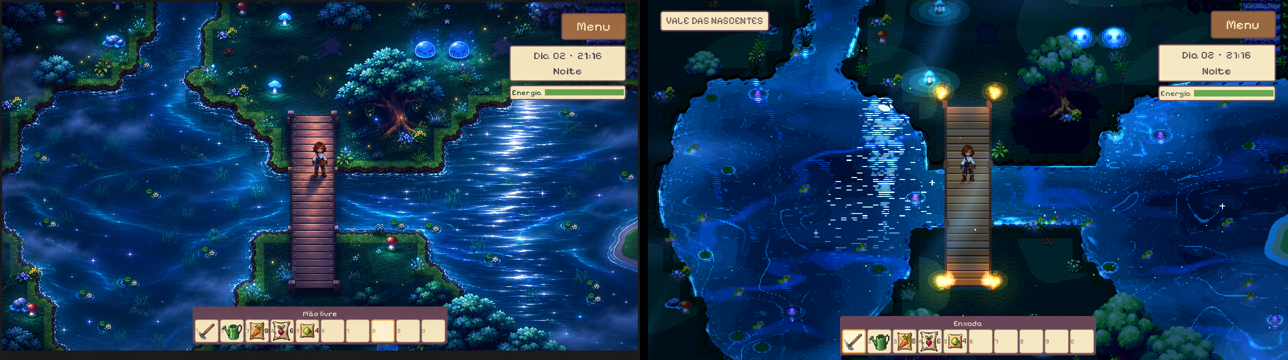 Menu
Dia 02 · 21:16
Noite
Energia
Mão livre
VALE DAS NASCENTES
Menu
Dia 02 · 21:16
Noite
Energia
Enxada